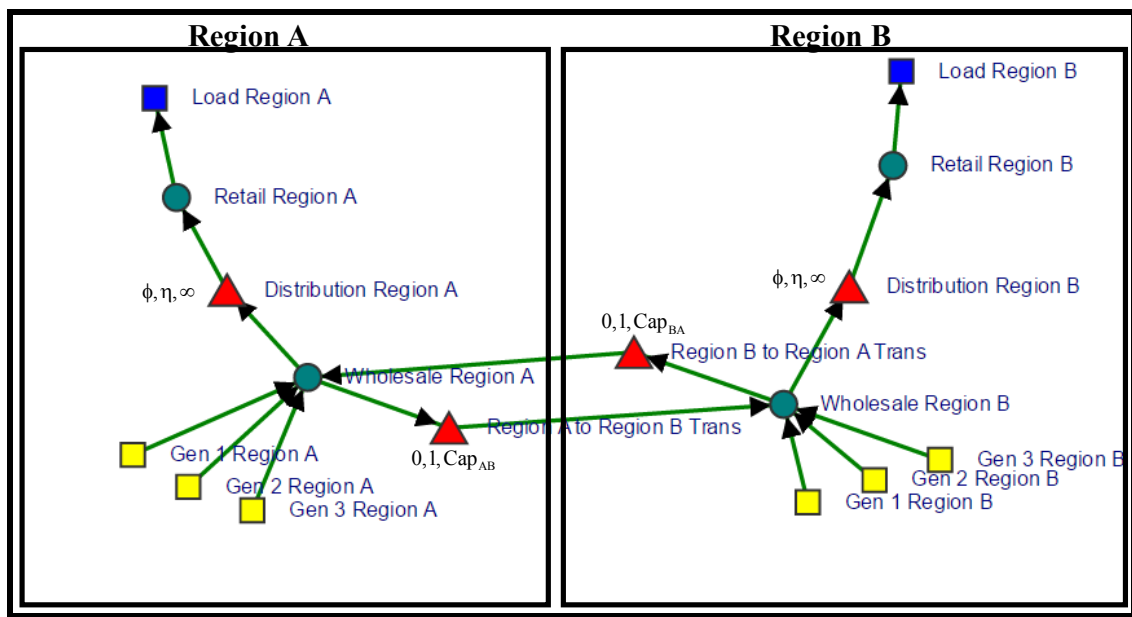 Region A
Region B
Load Region A
Load Region B
Retail Region A
Retail Region B
ϕ, η, ∞
Distribution Region A
ϕ, η, ∞
Distribution Region B
0,1,Cap_BA
Region B to Region A Trans
Wholesale Region A
Wholesale Region B
Region A to Region B Trans
0,1,Cap_AB
Gen 1 Region A
Gen 2 Region A
Gen 3 Region A
Gen 3 Region B
Gen 2 Region B
Gen 1 Region B